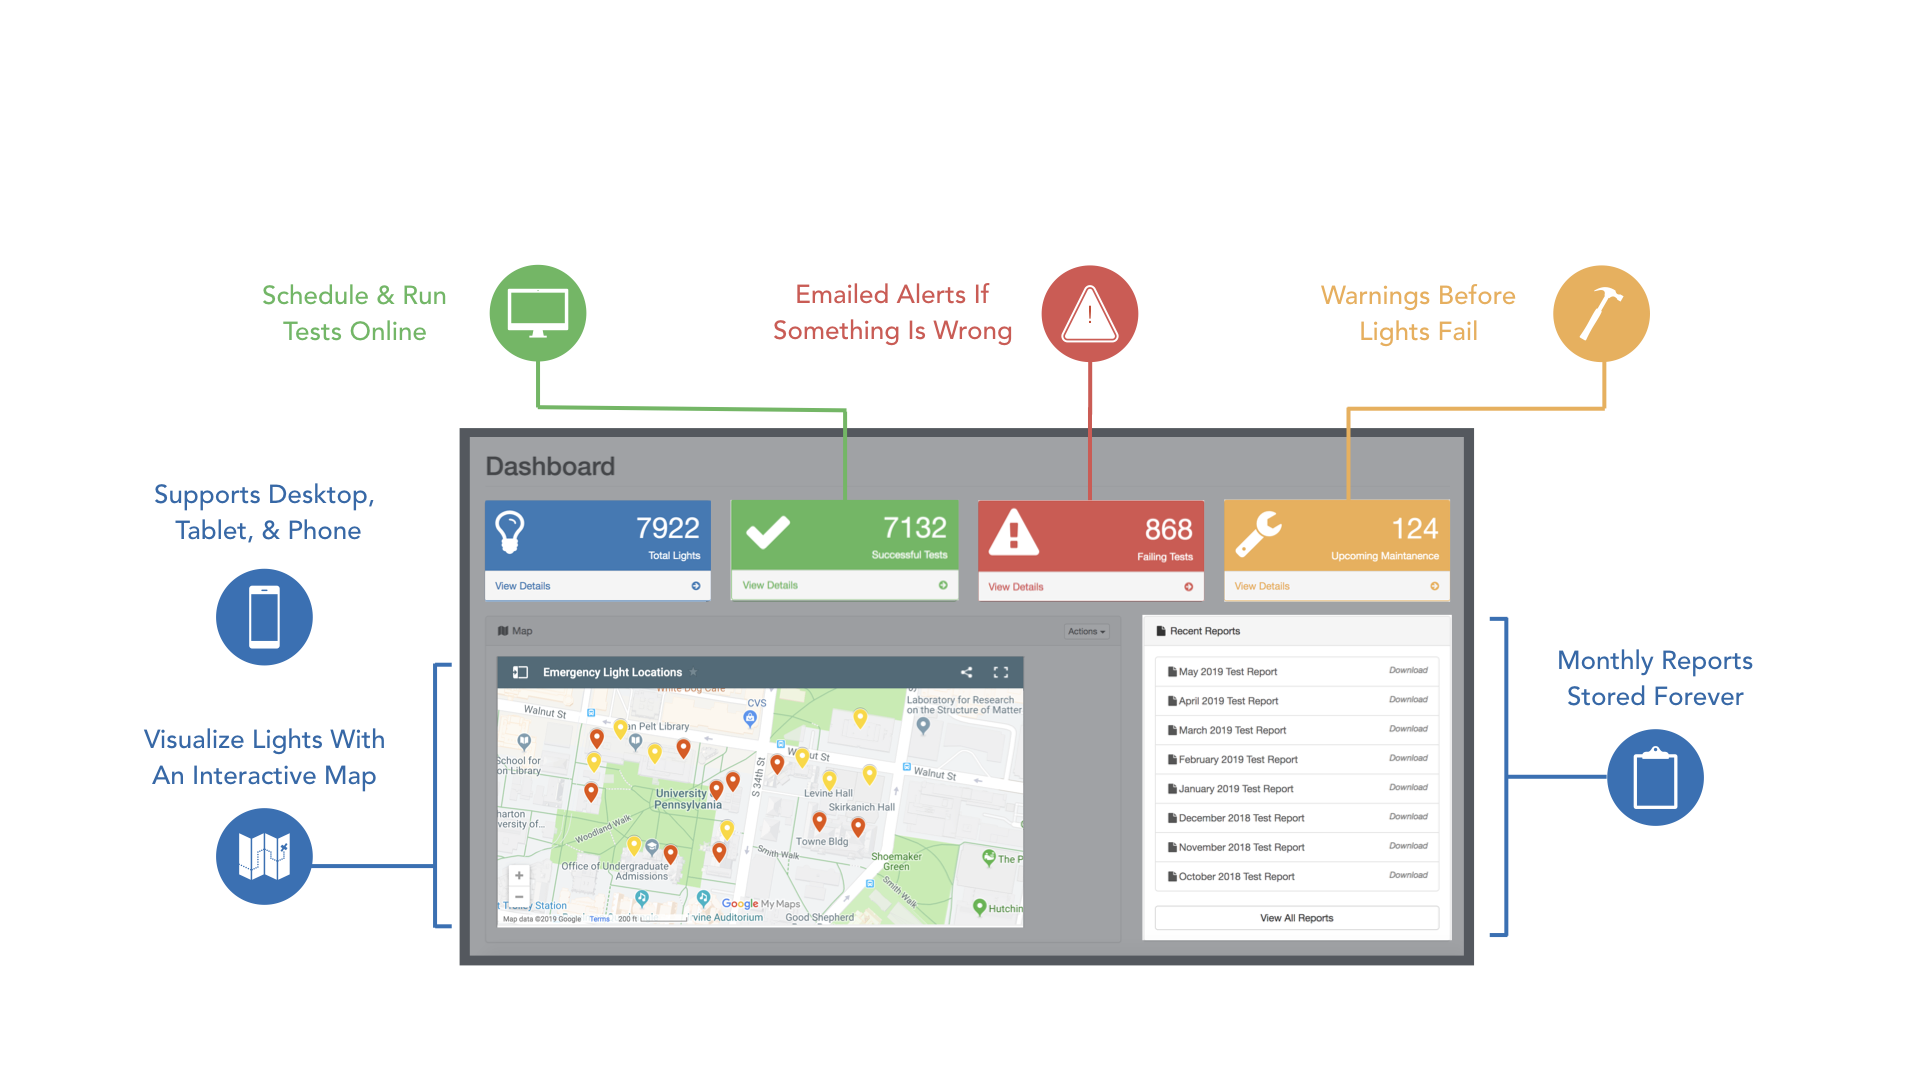 Schedule & Run
Tests Online
Emailed Alerts If
Something Is Wrong
!
Warnings Before
Lights Fail
Supports Desktop,
Tablet, & Phone
Visualize Lights With
An Interactive Map
Dashboard
7922
Total Lights
View Details
7132
Successful Tests
View Details
868
Failing Tests
View Details
124
Upcoming Maintanence
View Details
Map
Actions
Emergency Light Locations
White Dog Cafe
CVS
Laboratory for Research
on the Structure of Matter
Walnut St
n Pelt Library
Walnut St
Walnut St
School for
on Library
S 34th St
University
Pennsylvania
Levine Hall
Skirkanich Hall
harton
versity of...
Woodland Walk
Towne Bldg
Smith Walk
Shoemaker
Green
The P
Office of Undergraduate
Admissions
Smith Walk
+
−
Station
Google My Maps
Hutchin
Map data ©2019 Google
Terms
200 ft
vine Auditorium
Good Shepherd
Recent Reports
May 2019 Test Report Download
April 2019 Test Report Download
March 2019 Test Report Download
February 2019 Test Report Download
January 2019 Test Report Download
December 2018 Test Report Download
November 2018 Test Report Download
October 2018 Test Report Download
View All Reports
Monthly Reports
Stored Forever